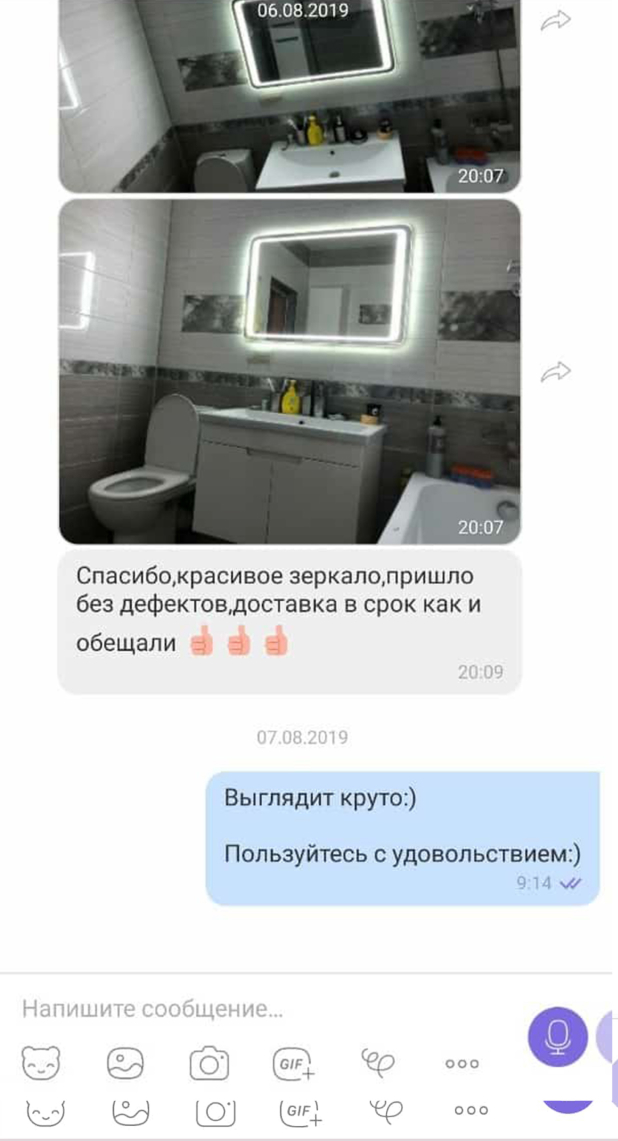 06.08.2019
20:07
20:07
Спасибо,красивое зеркало,пришло
без дефектов,доставка в срок как и
обещали 👍👍👍
20:09
07.08.2019
Выглядит круто:)
Пользуйтесь с удовольствием:)
9:14
Напишите сообщение...
GIF
GIF